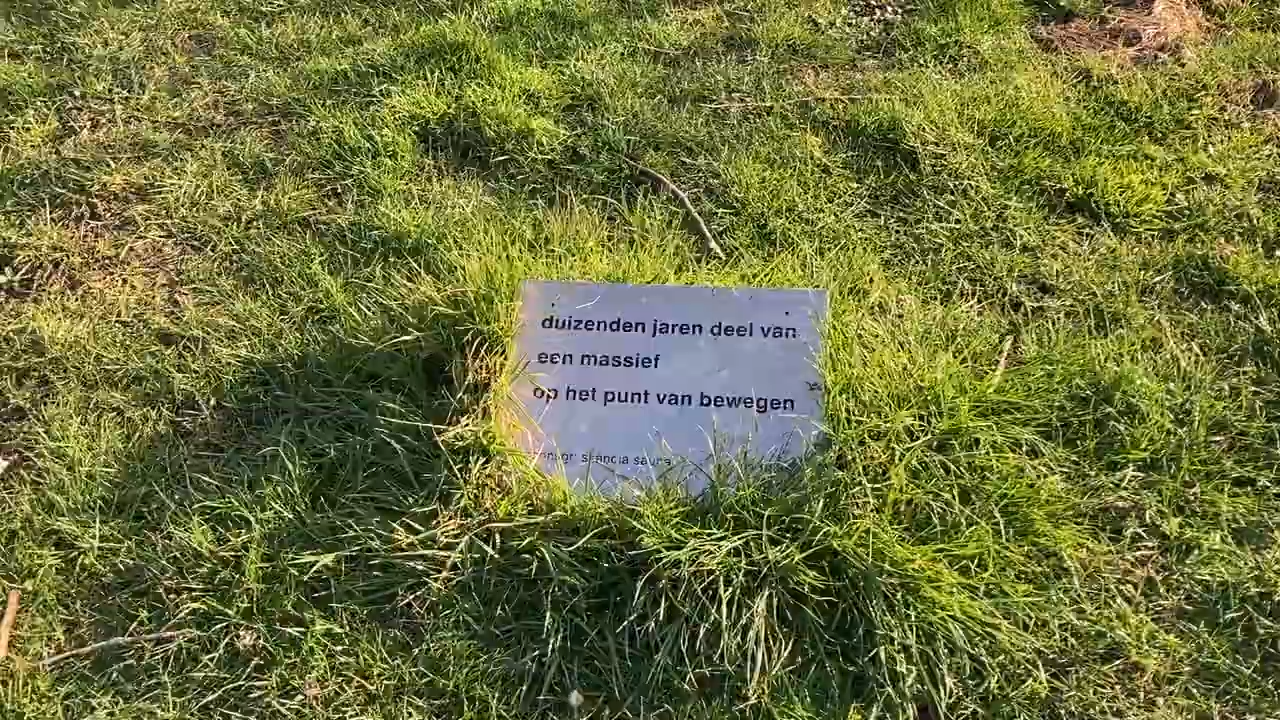 duizenden jaren deel van
een massief
op het punt van bewegen